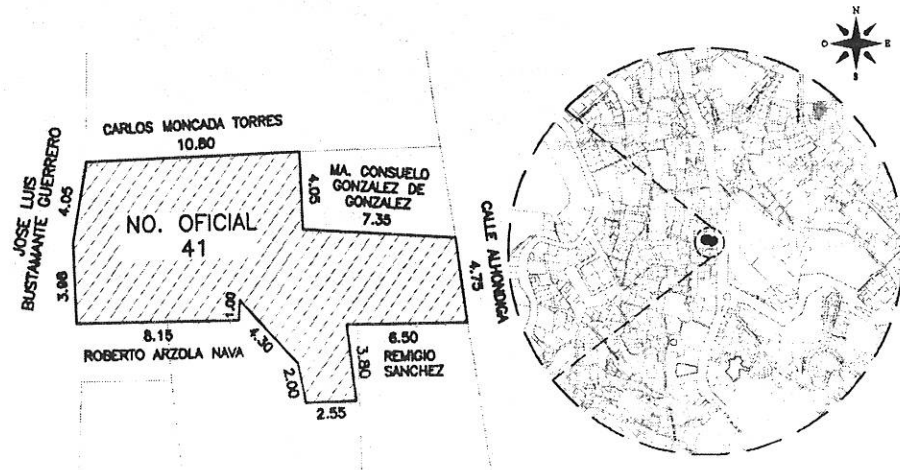 N
O
E
S
CARLOS MONCADA TORRES
10.80
JOSE LUIS
BUSTAMANTE GUERRERO
4.05
3.98
NO. OFICIAL
41
4.05
MA. CONSUELO
GONZALEZ DE
GONZALEZ
7.35
CALLE ALHONDIGA
4.75
1.00
8.15
ROBERTO ARZOLA NAVA
4.30
2.00
2.55
3.80
6.50
REMIGIO
SANCHEZ